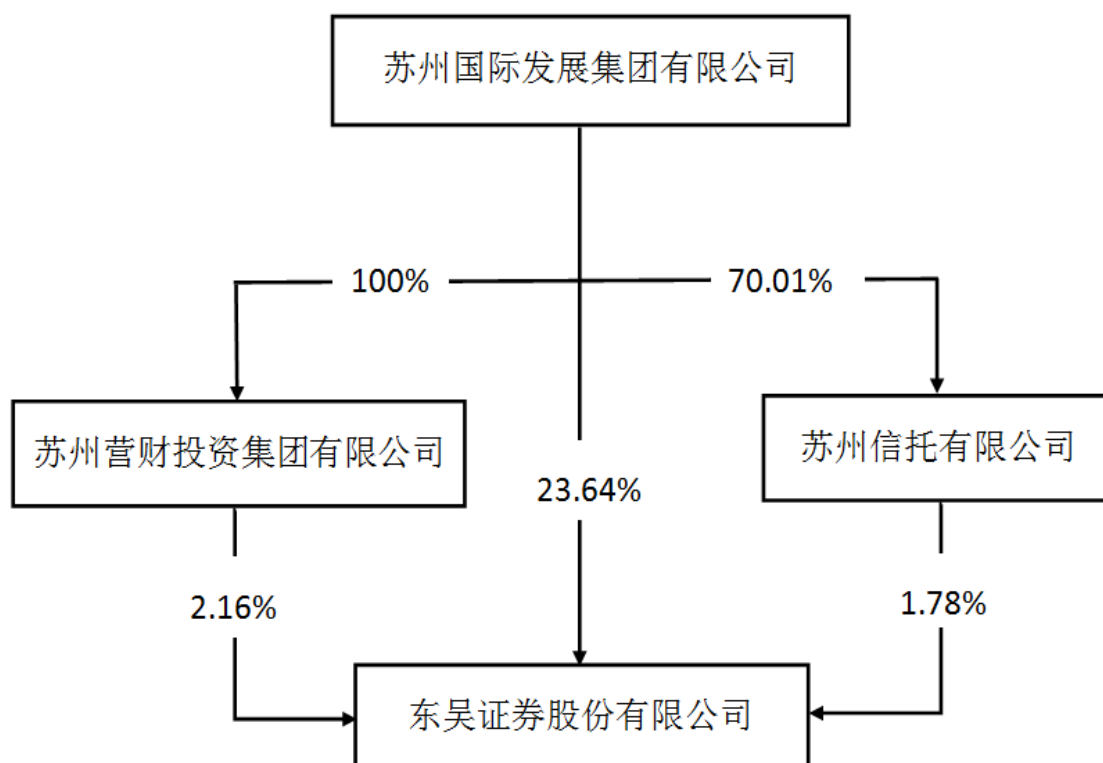 苏州国际发展集团有限公司
100%
70.01%
苏州营财投资集团有限公司
苏州信托有限公司
23.64%
2.16%
1.78%
东吴证券股份有限公司